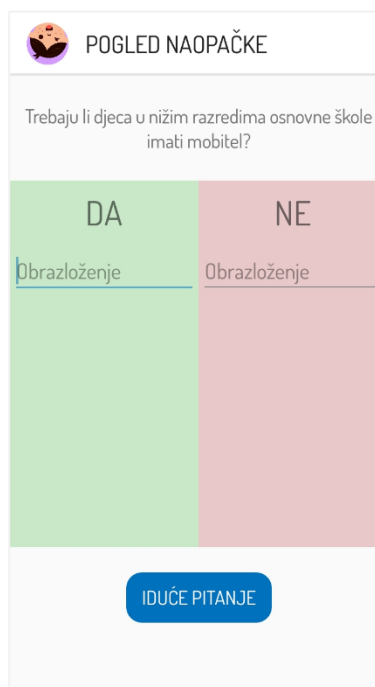 POGLED NAOPAČKE
Trebaju li djeca u nižim razredima osnovne škole
imati mobitel?
DA
NE
Obrazloženje
Obrazloženje
IDUĆE PITANJE